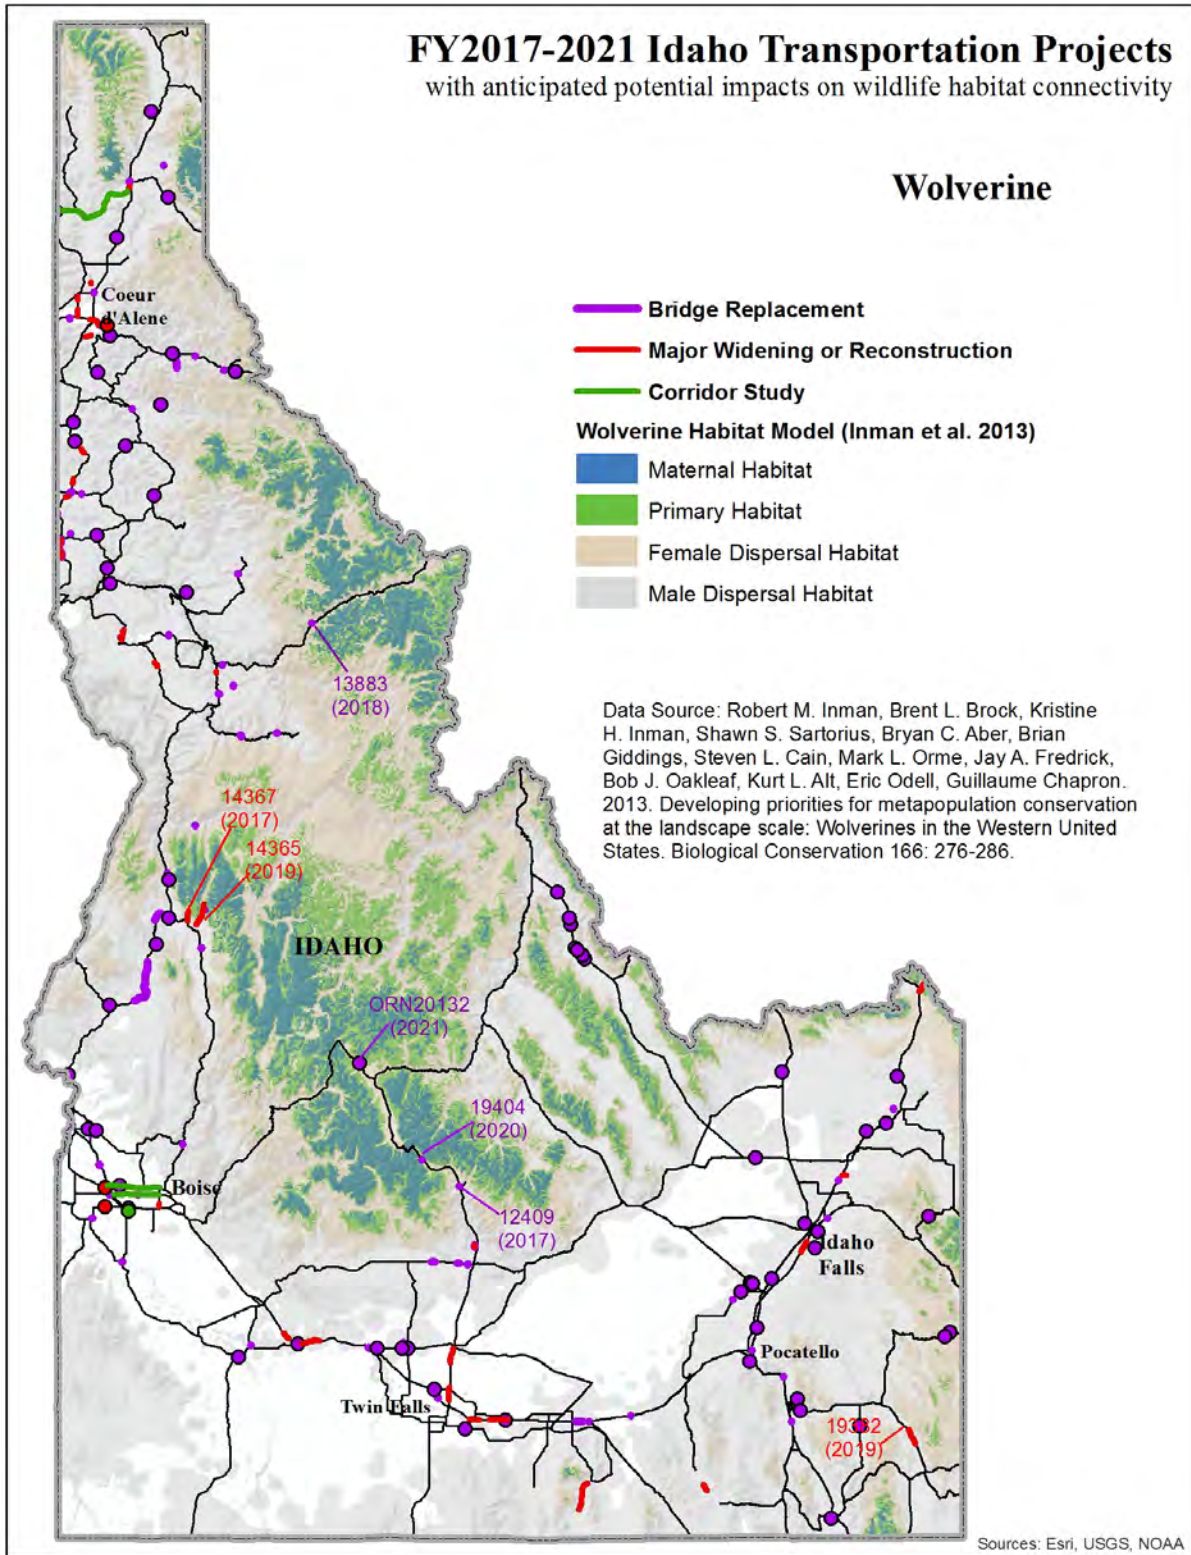 FY2017-2021 Idaho Transportation Projects
with anticipated potential impacts on wildlife habitat connectivity
Wolverine
Coeur
d'Alene
Bridge Replacement
Major Widening or Reconstruction
Corridor Study
Wolverine Habitat Model (Inman et al. 2013)
Maternal Habitat
Primary Habitat
Female Dispersal Habitat
Male Dispersal Habitat
13883
(2018)
Data Source: Robert M. Inman, Brent L. Brock, Kristine
H. Inman, Shawn S. Sartorius, Bryan C. Aber, Brian
Giddings, Steven L. Cain, Mark L. Orme, Jay A. Fredrick,
Bob J. Oakleaf, Kurt L. Alt, Eric Odell, Guillaume Chapron.
2013. Developing priorities for metapopulation conservation
at the landscape scale: Wolverines in the Western United
States. Biological Conservation 166: 276-286.
14367
(2017)
14365
(2019)
IDAHO
ORN20132
(2021)
19404
(2020)
Boise
12409
(2017)
Idaho
Falls
Pocatello
Twin Falls
(2019)
Sources: Esri, USGS, NOAA